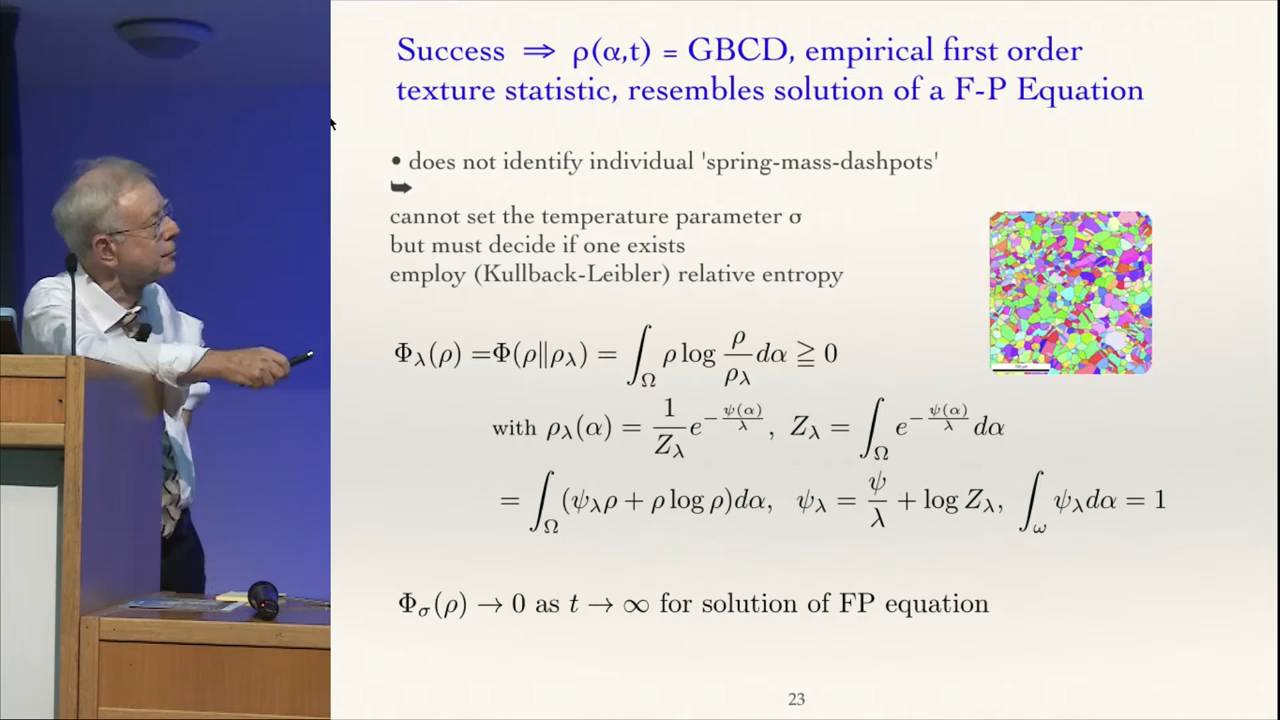 Success ⇒ ρ(α,t) = GBCD, empirical first order
texture statistic, resembles solution of a F-P Equation
• does not identify individual 'spring-mass-dashpots'
➥
cannot set the temperature parameter σ
but must decide if one exists
employ (Kullback-Leibler) relative entropy
Φ_λ(ρ) =Φ(ρ||ρ_λ) = ∫_Ω ρ log ρ/ρ_λ dα ≧ 0
with ρ_λ(α) = 1/Z_λ e^{-ψ(α)/λ}, Z_λ = ∫_Ω e^{-ψ(α)/λ} dα
= ∫_Ω (ψ_λρ + ρ log ρ)dα, ψ_λ = ψ/λ + log Z_λ, ∫_ω ψ_λdα = 1
Φ_σ(ρ) → 0 as t → ∞ for solution of FP equation
23